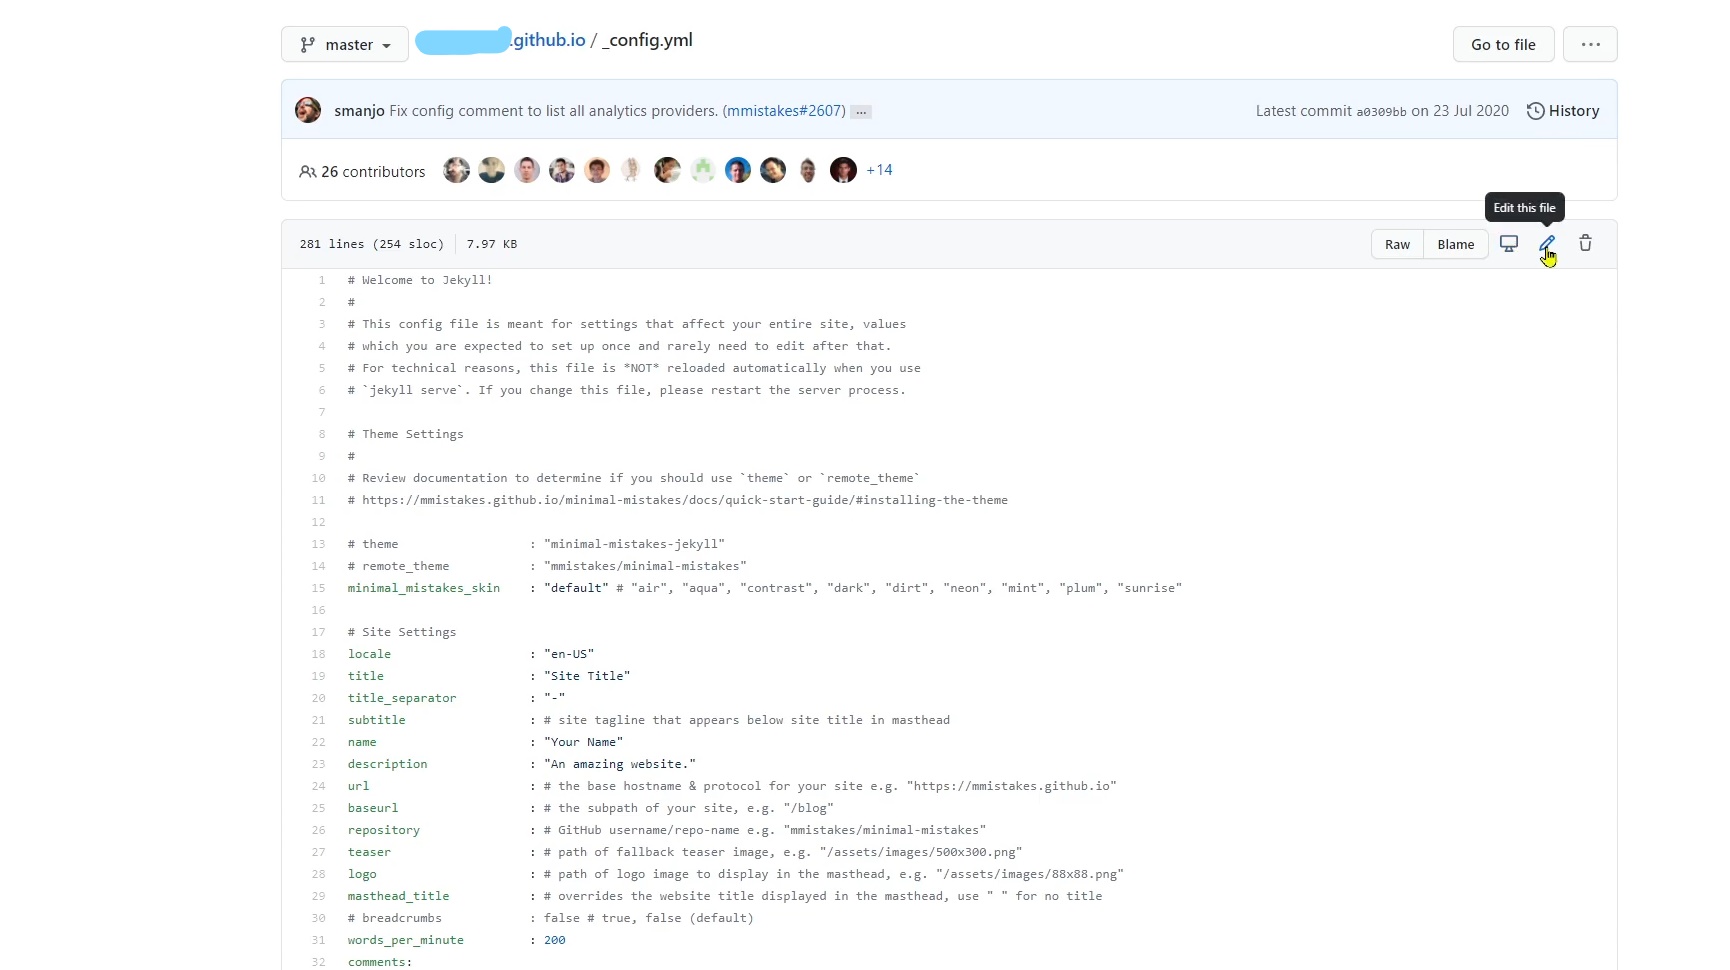 master
.github.io / _config.yml
Go to file
...
smanjo Fix config comment to list all analytics providers. (mmistakes#2607) ...
Latest commit a0309bb on 23 Jul 2020
History
26 contributors
+14
Edit this file
281 lines (254 sloc) 7.97 KB
Raw
Blame
1 # Welcome to Jekyll!
2 #
3 # This config file is meant for settings that affect your entire site, values
4 # which you are expected to set up once and rarely need to edit after that.
5 # For technical reasons, this file is *NOT* reloaded automatically when you use
6 # `jekyll serve`. If you change this file, please restart the server process.
7
8 # Theme Settings
9 #
10 # Review documentation to determine if you should use `theme` or `remote_theme`
11 # https://mmistakes.github.io/minimal-mistakes/docs/quick-start-guide/#installing-the-theme
12
13 # theme : "minimal-mistakes-jekyll"
14 # remote_theme : "mmistakes/minimal-mistakes"
15 minimal_mistakes_skin : "default" # "air", "aqua", "contrast", "dark", "dirt", "neon", "mint", "plum", "sunrise"
16
17 # Site Settings
18 locale : "en-US"
19 title : "Site Title"
20 title_separator : "-"
21 subtitle : # site tagline that appears below site title in masthead
22 name : "Your Name"
23 description : "An amazing website."
24 url : # the base hostname & protocol for your site e.g. "https://mmistakes.github.io"
25 baseurl : # the subpath of your site, e.g. "/blog"
26 repository : # GitHub username/repo-name e.g. "mmistakes/minimal-mistakes"
27 teaser : # path of fallback teaser image, e.g. "/assets/images/500x300.png"
28 logo : # path of logo image to display in the masthead, e.g. "/assets/images/88x88.png"
29 masthead_title : # overrides the website title displayed in the masthead, use " " for no title
30 # breadcrumbs : false # true, false (default)
31 words_per_minute : 200
32 comments: